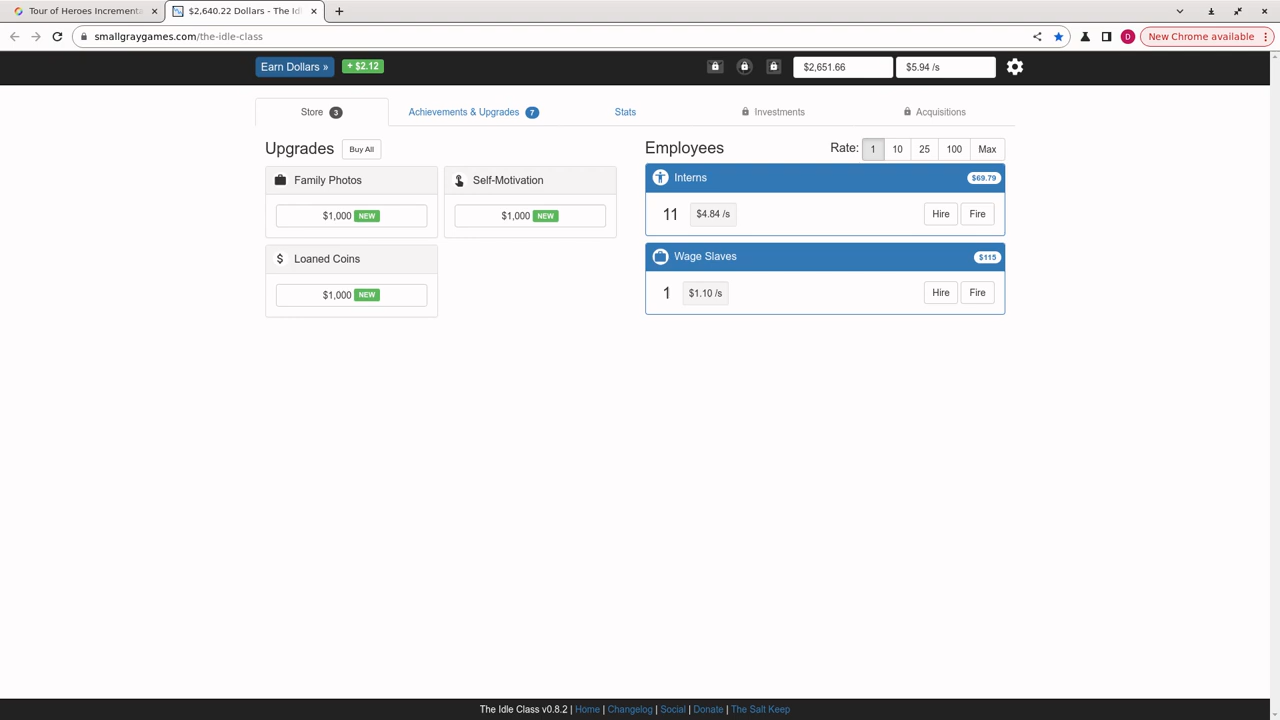 Tour of Heroes Incrementa
$2,640.22 Dollars - The Idl
smallgraygames.com/the-idle-class
D
New Chrome available
Earn Dollars »
+ $2.12
$2,651.66
$5.94 /s
Store 3
Achievements & Upgrades 7
Stats
Investments
Acquisitions
Upgrades
Buy All
Family Photos
$1,000 NEW
Self-Motivation
$1,000 NEW
Loaned Coins
$1,000 NEW
Employees
Rate: 1 10 25 100 Max
Interns
$69.79
11
$4.84 /s
Hire
Fire
Wage Slaves
$115
1
$1.10 /s
Hire
Fire
The Idle Class v0.8.2 | Home | Changelog | Social | Donate | The Salt Keep